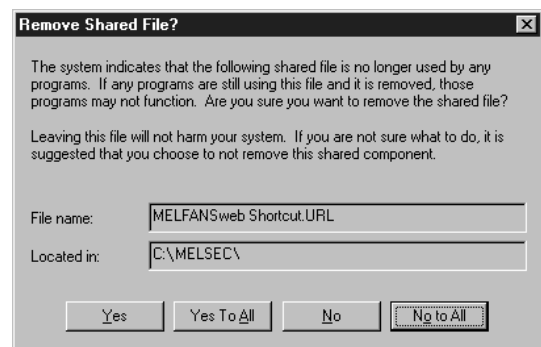 Remove Shared File?
The system indicates that the following shared file is no longer used by any
programs. If any programs are still using this file and it is removed, those
programs may not function. Are you sure you want to remove the shared file?
Leaving this file will not harm your system. If you are not sure what to do, it is
suggested that you choose to not remove this shared component.
File name: MELFANSweb Shortcut.URL
Located in: C:\MELSEC\
Yes Yes To All No No to All